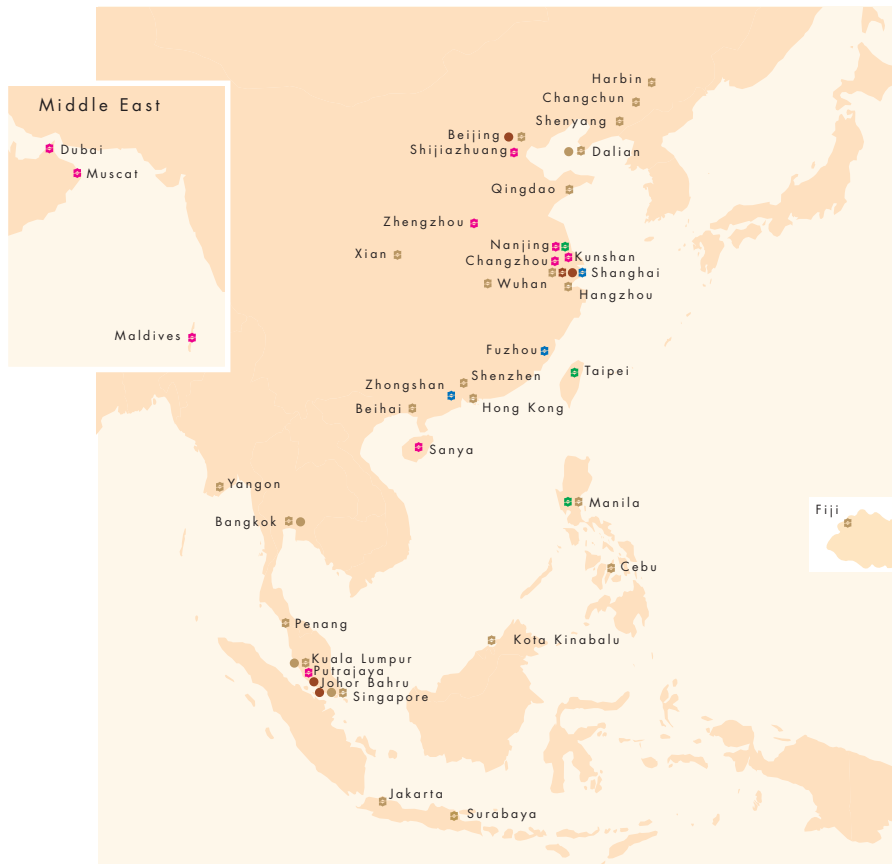 Harbin
Changchun
Middle East
Shenyang
Beijing
Dubai
Shijiazhuang
Dalian
Muscat
Qingdao
Zhengzhou
Nanjing
Xian
Changzhou
Kunshan
Shanghai
Wuhan
Hangzhou
Maldives
Fuzhou
Taipei
Shenzhen
Zhongshan
Beihai
Hong Kong
Sanya
Yangon
Manila
Fiji
Bangkok
Cebu
Penang
Kota Kinabalu
Kuala Lumpur
Putrajaya
Johor Bahru
Singapore
Jakarta
Surabaya